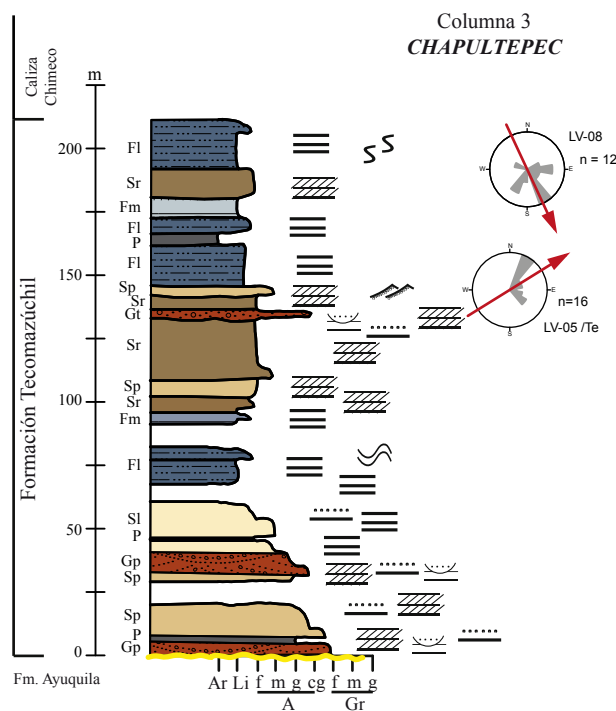 Columna 3
CHAPULTEPEC
Caliza
Chimeco
m
LV-08
n = 12
N
W
E
S
200
Fl
Sr
Fm
Fl
P
Fl
150
Sp
Sr
Gt
Sr
N
W
E
S
n=16
LV-05 /Te
Formación Tecomazúchil
Sp
100
Sr
Fm
Fl
Sl
50
P
Gp
Sp
Sp
P
Gp
0
Fm. Ayuquila
Ar Li f m g cg f m g
A Gr